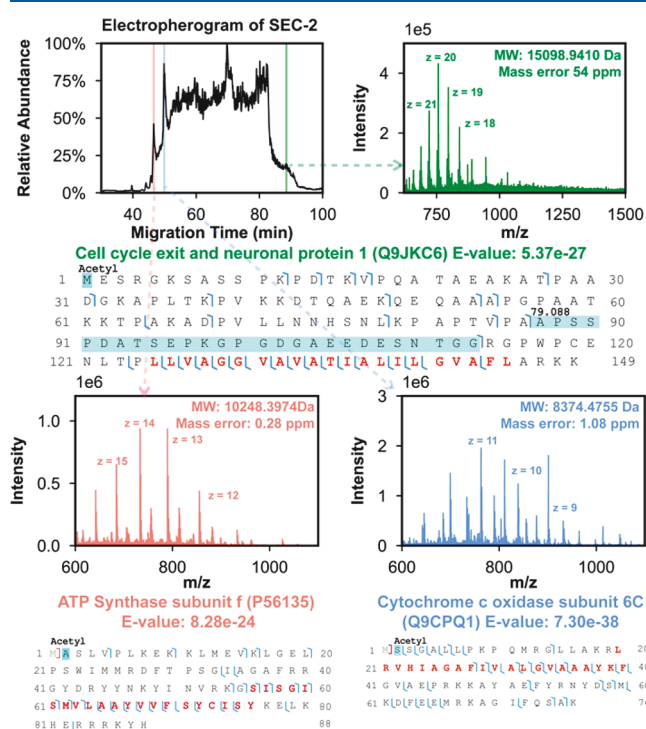 Electropherogram of SEC-2
100%
75%
50%
25%
0%
Relative Abundance
40 60 80 100
Migration Time (min)
1e5
4
2
0
Intensity
MW: 15098.9410 Da
Mass error 54 ppm
z = 20
z = 21
z = 19
z = 18
750 1000 1250 1500
m/z
Cell cycle exit and neuronal protein 1 (Q9JKC6) E-value: 5.37e-27
Acetyl
1 M E S R G K S A S S P K P D T K V P Q A T A E A K A T P A A 30
31 D G K A P L T K P V K K D T Q A E K Q E Q A A A P G P A A T 60
79.088
61 K K T P A K A D P V L L N N H S N L K P A P T V P A A P S S 90
91 P D A T S E P K G P G D G A E E D E S N T G G R G P W P C E 120
121 N L T P L L V A G G V A V A T I A L I L G V A F L A R K K 149
1e6
1.0
0.5
0.0
Intensity
MW: 10248.3974Da
Mass error: 0.28 ppm
z = 14
z = 13
z = 15
z = 12
600 800 1000
m/z
1e6
3
2
1
0
Intensity
MW: 8374.4755 Da
Mass error: 1.08 ppm
z = 11
z = 10
z = 9
600 800 1000
m/z
ATP Synthase subunit f (P56135)
E-value: 8.28e-24
Acetyl
1 M A S L V P L K E K K L M E V K L G E L 20
21 P S W I M M R D F T P S G I A G A F R R 40
41 G Y D R Y Y N K Y I N V R K G S I S G I 60
61 S M V L A A Y V V F S Y C I S Y K E L K 80
81 H E R R R K Y H 88
Cytochrome c oxidase subunit 6C
(Q9CPQ1) E-value: 7.30e-38
Acetyl
1 M S S G A L L P K P Q M R G L L A K R L 20
21 R V H I A G A F I V A L G V A A A Y K F 40
41 G V A E P R K K A Y A E F Y R N Y D S M 60
61 K D F E E M R K A G I F Q S A K